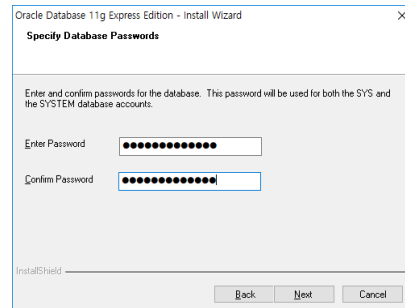 Oracle Database 11g Express Edition - Install Wizard
Specify Database Passwords
Enter and confirm passwords for the database. This password will be used for both the SYS and
the SYSTEM database accounts.
Enter Password ●●●●●●●●●●●●●
Confirm Password ●●●●●●●●●●●●●
InstallShield
Back Next Cancel